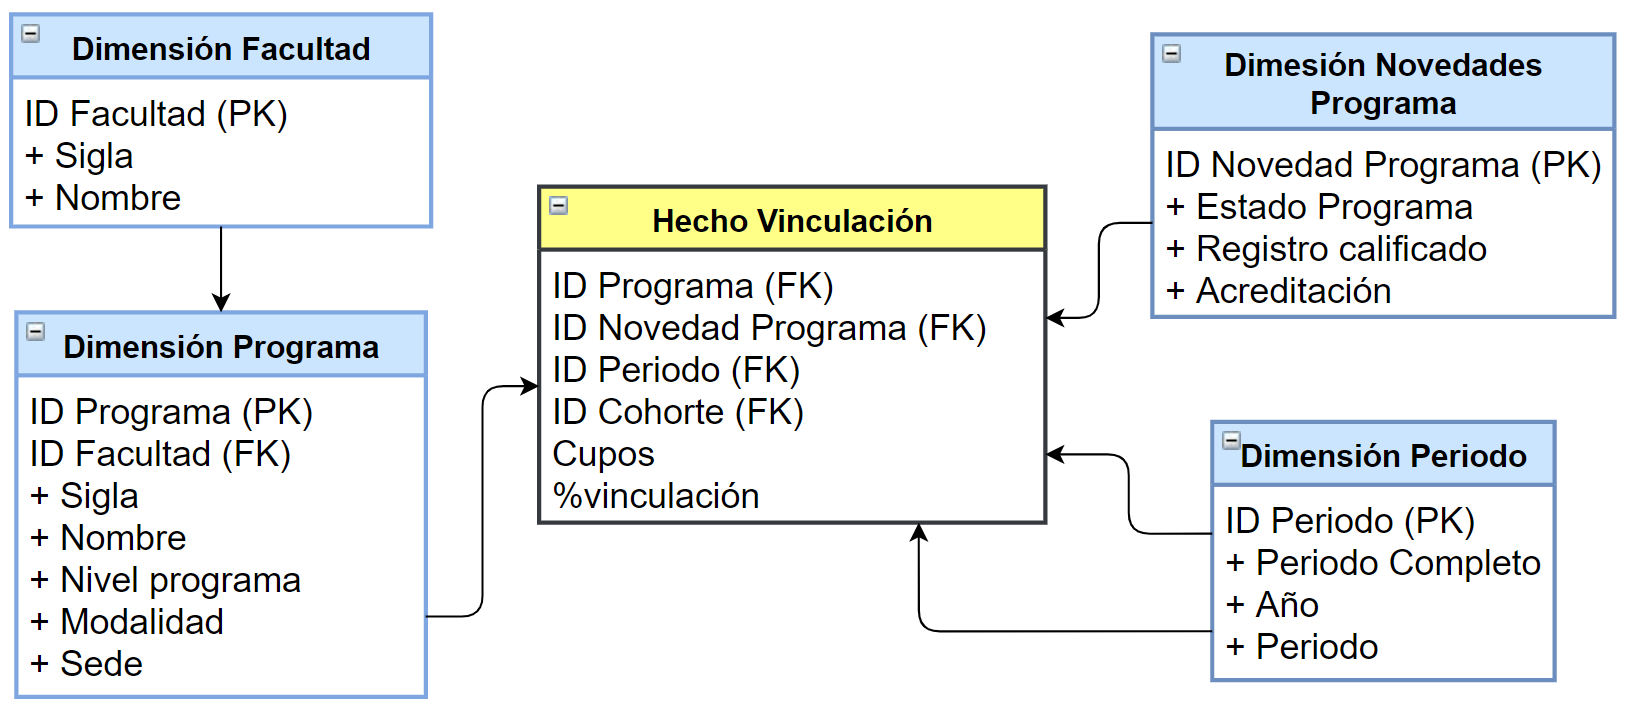 Dimensión Facultad
ID Facultad (PK)
+ Sigla
+ Nombre
Dimensión Programa
ID Programa (PK)
ID Facultad (FK)
+ Sigla
+ Nombre
+ Nivel programa
+ Modalidad
+ Sede
Hecho Vinculación
ID Programa (FK)
ID Novedad Programa (FK)
ID Periodo (FK)
ID Cohorte (FK)
Cupos
%vinculación
Dimesión Novedades
Programa
ID Novedad Programa (PK)
+ Estado Programa
+ Registro calificado
+ Acreditación
Dimensión Periodo
ID Periodo (PK)
+ Periodo Completo
+ Año
+ Periodo